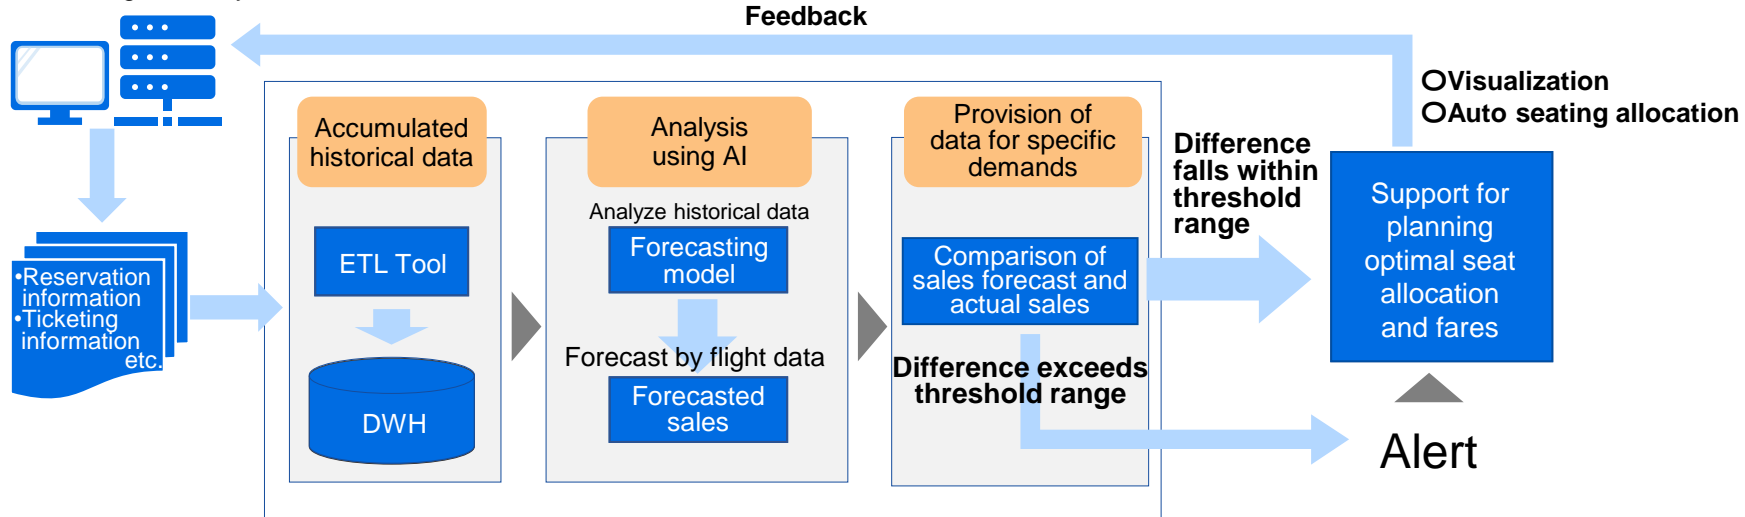 Feedback
○Visualization
○Auto seating allocation
Accumulated
historical data
Analysis
using AI
Provision of
data for specific
demands
Difference
falls within
threshold
range
Support for
planning
optimal seat
allocation
and fares
Analyze historical data
ETL Tool
Forecasting
model
Comparison of
sales forecast and
actual sales
•Reservation
information
•Ticketing
information
etc.
Forecast by flight data
Difference exceeds
threshold range
DWH
Forecasted
sales
Alert